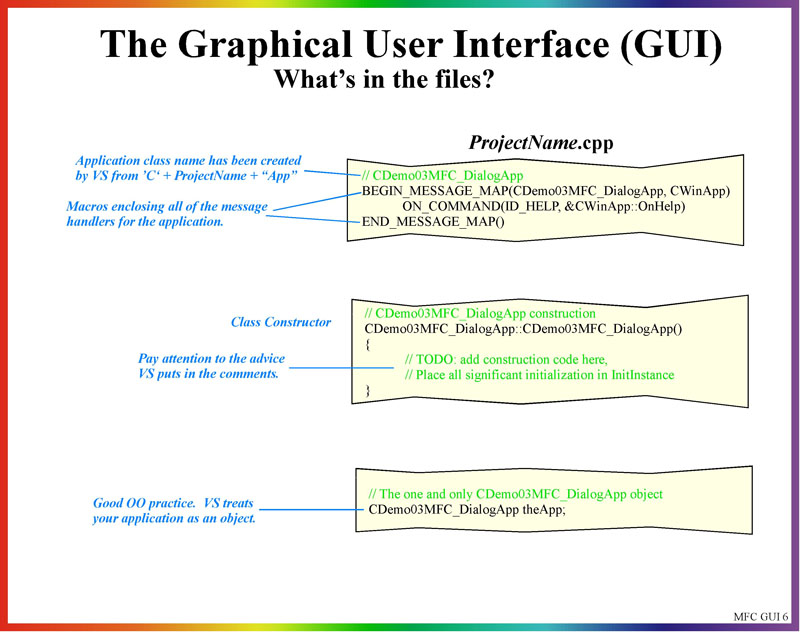 The Graphical User Interface (GUI)
What's in the files?
ProjectName.cpp
Application class name has been created
by VS from ’C‘ + ProjectName + “App”
Macros enclosing all of the message
handlers for the application.
// CDemo03MFC_DialogApp
BEGIN_MESSAGE_MAP(CDemo03MFC_DialogApp, CWinApp)
ON_COMMAND(ID_HELP, &CWinApp::OnHelp)
END_MESSAGE_MAP()
Class Constructor
Pay attention to the advice
VS puts in the comments.
// CDemo03MFC_DialogApp construction
CDemo03MFC_DialogApp::CDemo03MFC_DialogApp()
{
// TODO: add construction code here,
// Place all significant initialization in InitInstance
}
Good OO practice. VS treats
your application as an object.
// The one and only CDemo03MFC_DialogApp object
CDemo03MFC_DialogApp theApp;
MFC GUI 6